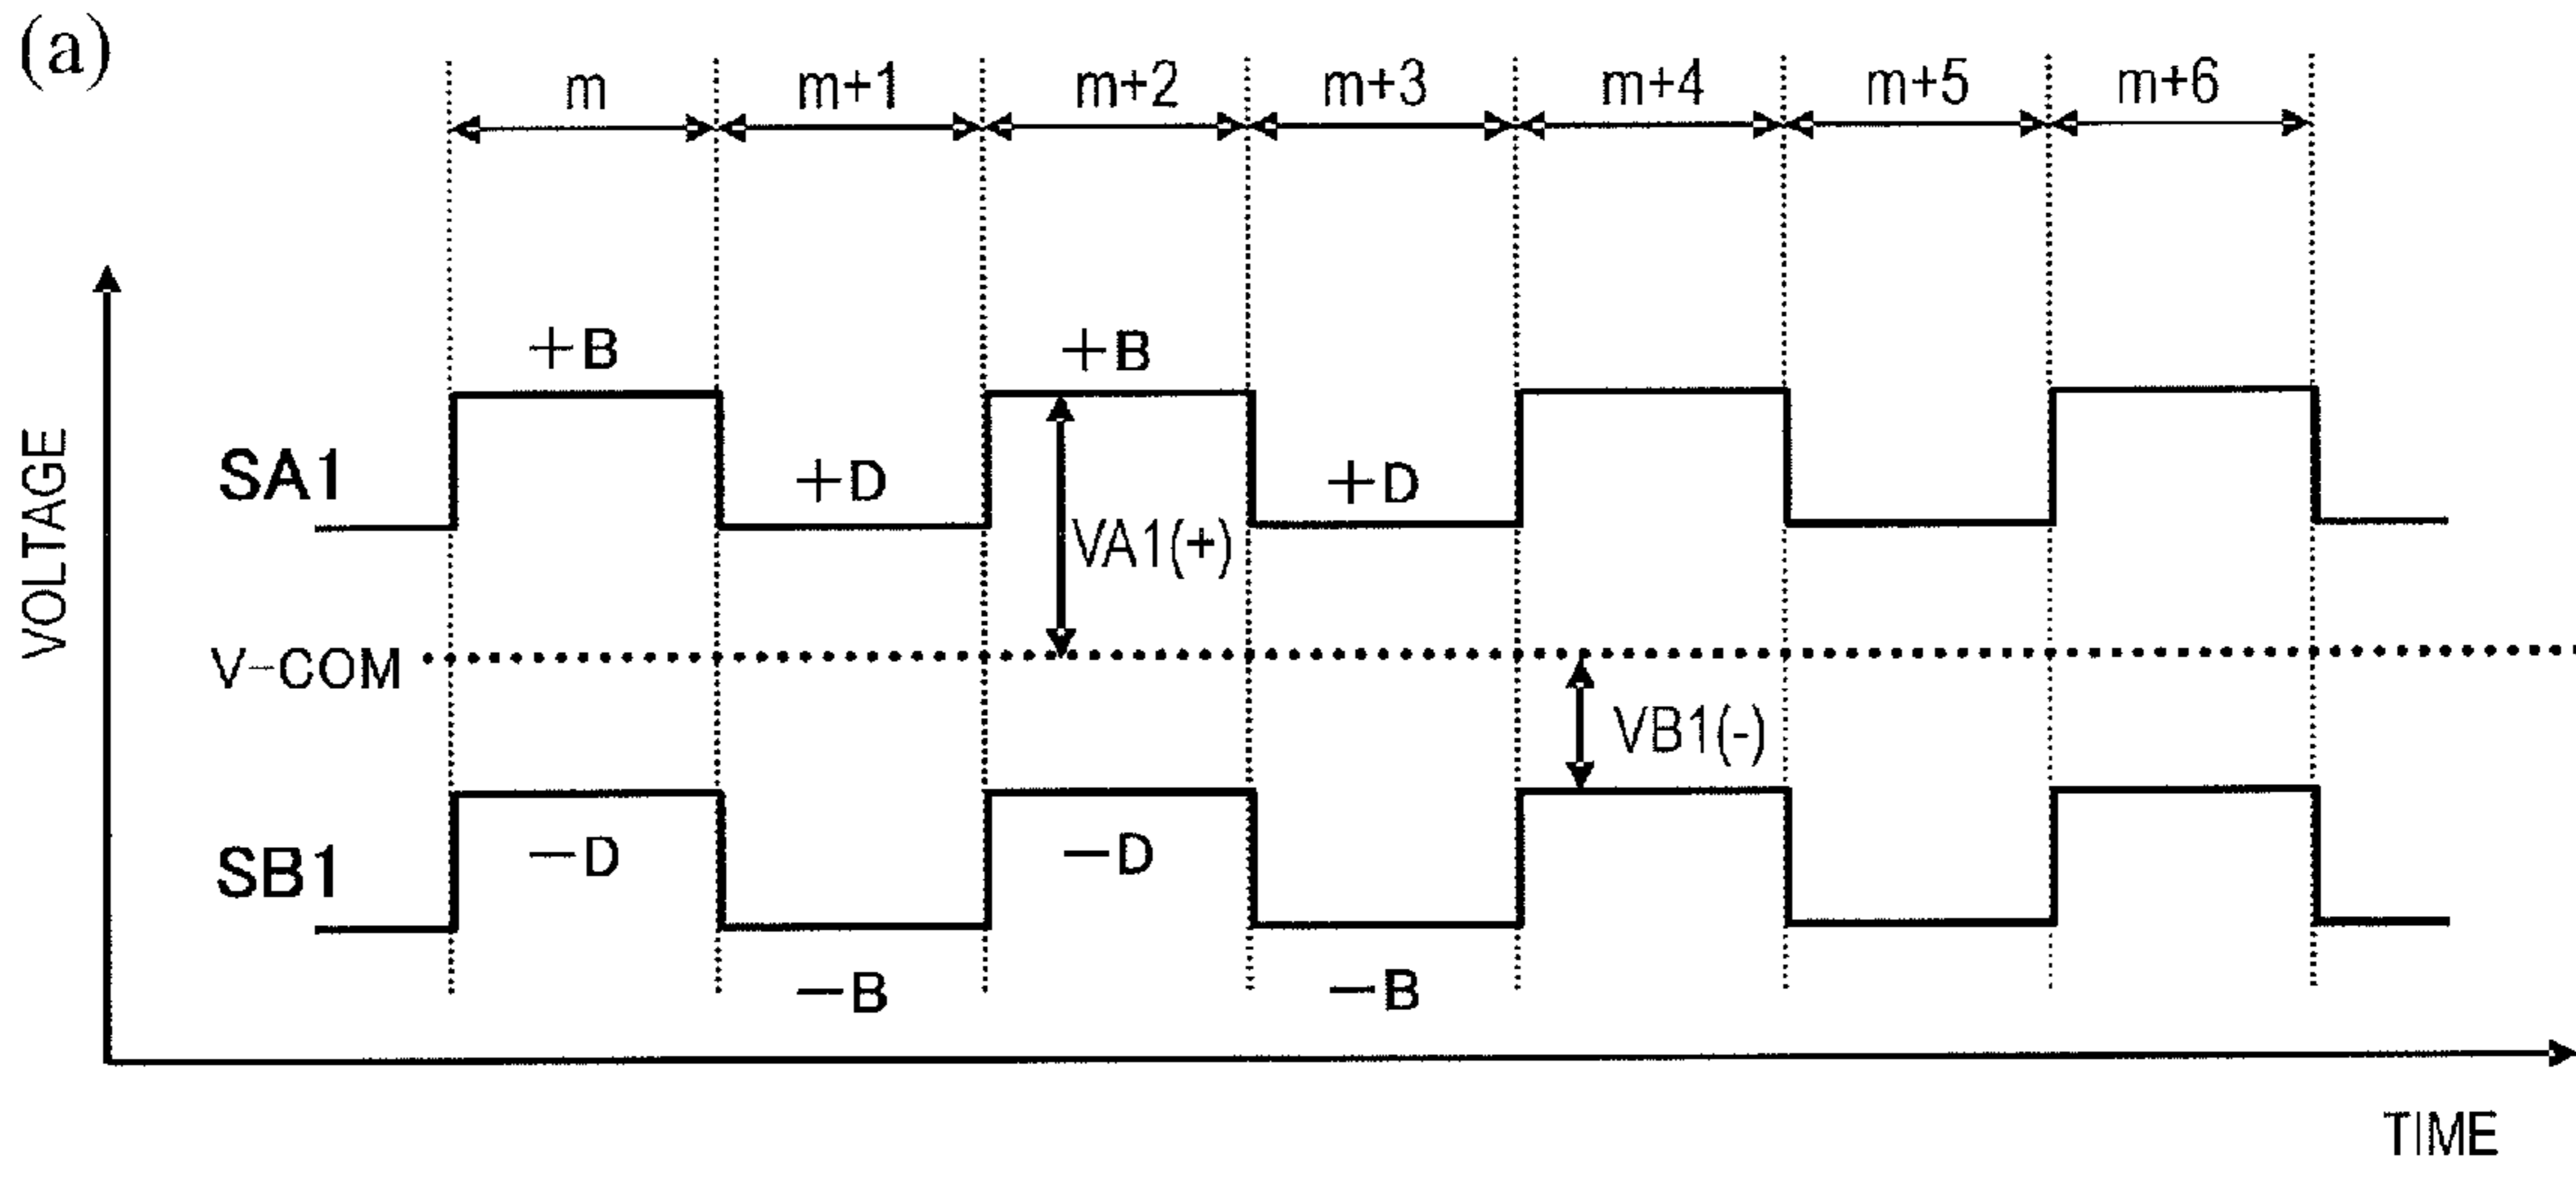 (a)
m m+1 m+2 m+3 m+4 m+5 m+6
+B +B
SA1 +D +D
VA1(+)
VOLTAGE
V-COM
VB1(-)
SB1 -D -D
-B -B
TIME